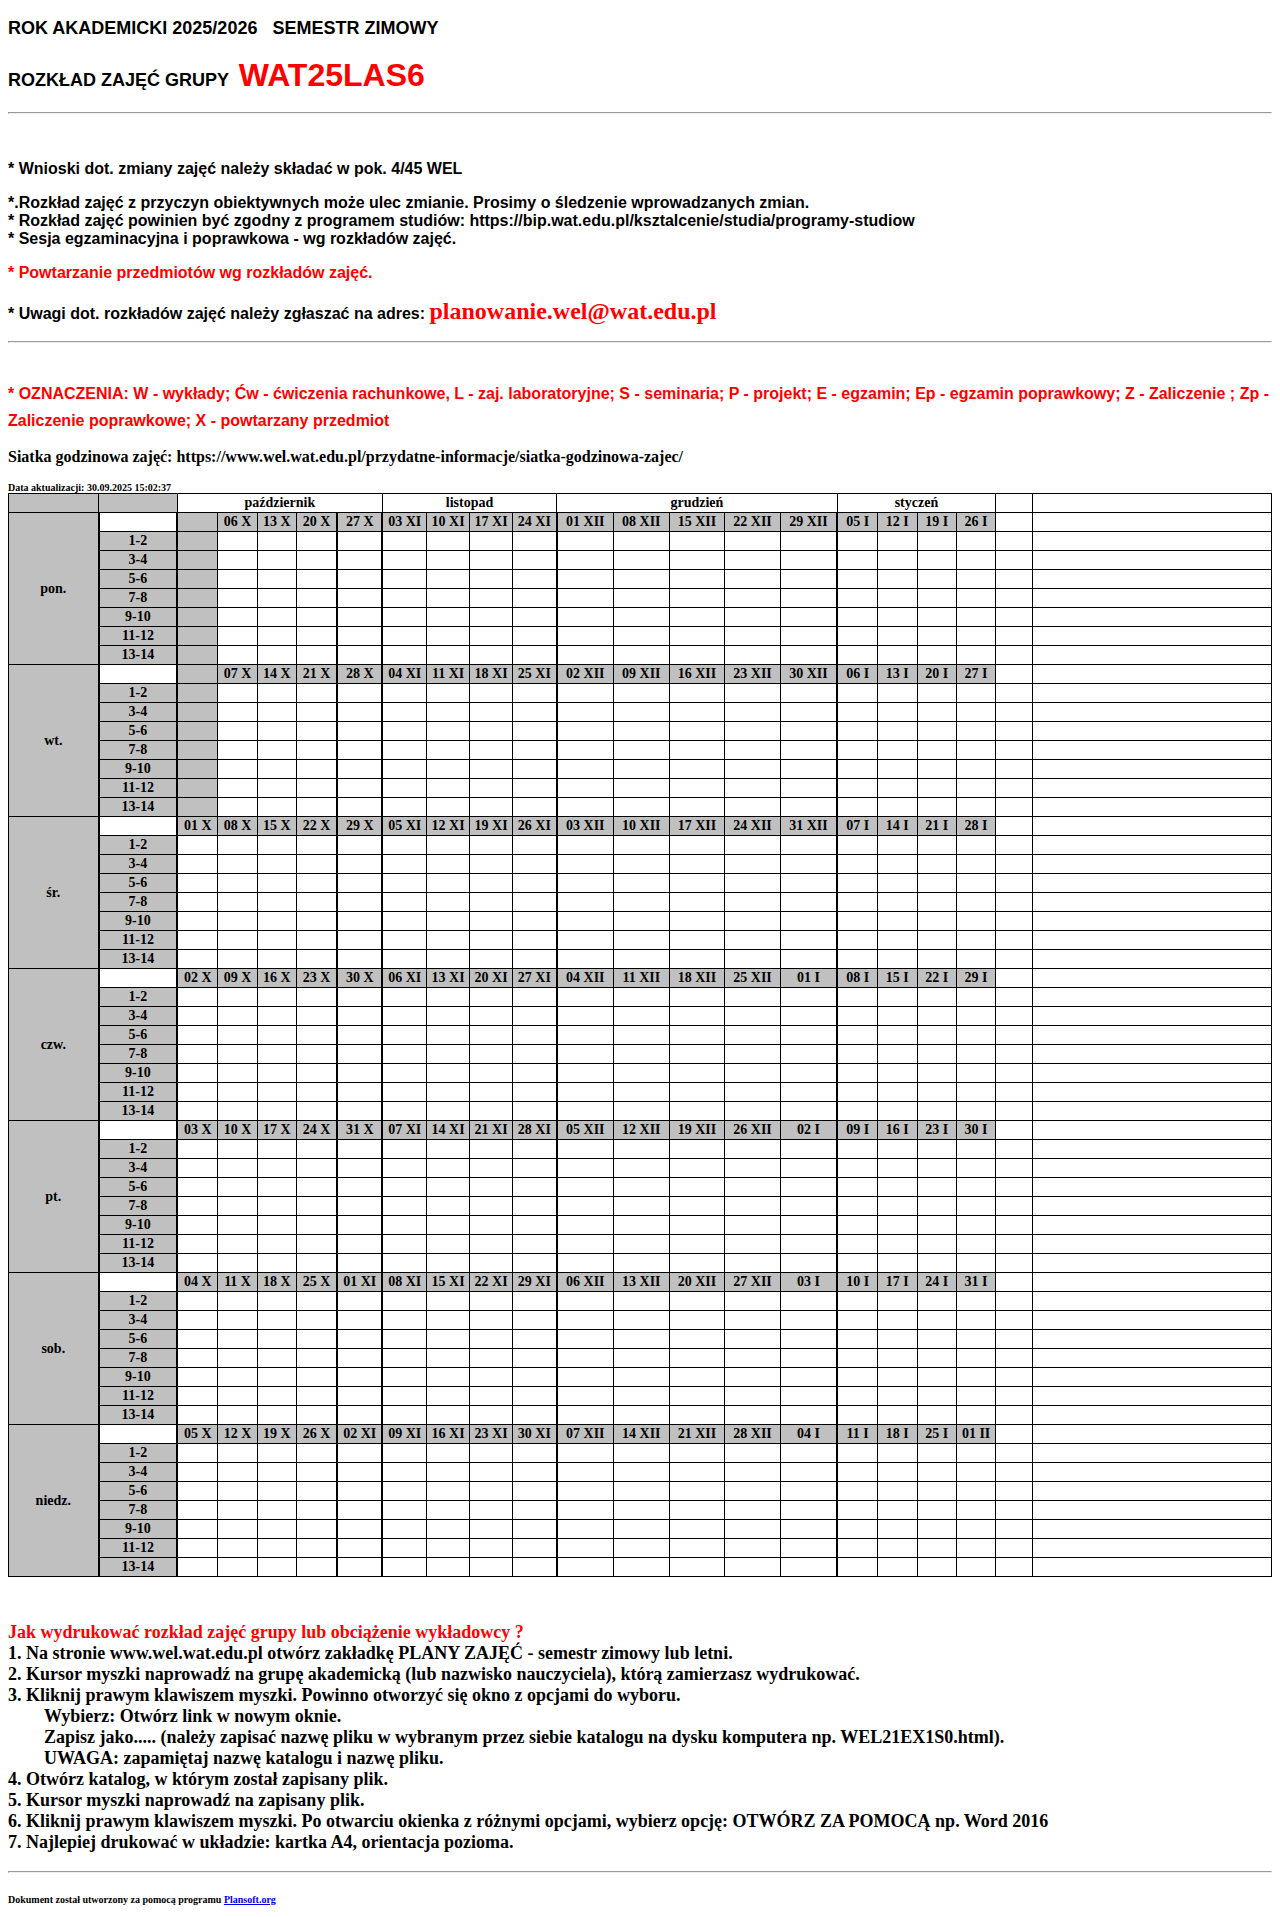 ROK AKADEMICKI 2025/2026 SEMESTR ZIMOWY
ROZKŁAD ZAJĘĆ GRUPY WAT25LAS6
* Wnioski dot. zmiany zajęć należy składać w pok. 4/45 WEL
*.Rozkład zajęć z przyczyn obiektywnych może ulec zmianie. Prosimy o śledzenie wprowadzanych zmian.
* Rozkład zajęć powinien być zgodny z programem studiów: https://bip.wat.edu.pl/ksztalcenie/studia/programy-studiow
* Sesja egzaminacyjna i poprawkowa - wg rozkładów zajęć.
* Powtarzanie przedmiotów wg rozkładów zajęć.
* Uwagi dot. rozkładów zajęć należy zgłaszać na adres: planowanie.wel@wat.edu.pl
* OZNACZENIA: W - wykłady; Ćw - ćwiczenia rachunkowe, L - zaj. laboratoryjne; S - seminaria; P - projekt; E - egzamin; Ep - egzamin poprawkowy; Z - Zaliczenie ; Zp -
Zaliczenie poprawkowe; X - powtarzany przedmiot
Siatka godzinowa zajęć: https://www.wel.wat.edu.pl/przydatne-informacje/siatka-godzinowa-zajec/
Data aktualizacji: 30.09.2025 15:02:37
październik listopad grudzień styczeń
06 X 13 X 20 X 27 X 03 XI 10 XI 17 XI 24 XI 01 XII 08 XII 15 XII 22 XII 29 XII 05 I 12 I 19 I 26 I
1-2
3-4
5-6
pon. 7-8
9-10
11-12
13-14
07 X 14 X 21 X 28 X 04 XI 11 XI 18 XI 25 XI 02 XII 09 XII 16 XII 23 XII 30 XII 06 I 13 I 20 I 27 I
1-2
3-4
5-6
wt. 7-8
9-10
11-12
13-14
01 X 08 X 15 X 22 X 29 X 05 XI 12 XI 19 XI 26 XI 03 XII 10 XII 17 XII 24 XII 31 XII 07 I 14 I 21 I 28 I
1-2
3-4
5-6
śr. 7-8
9-10
11-12
13-14
02 X 09 X 16 X 23 X 30 X 06 XI 13 XI 20 XI 27 XI 04 XII 11 XII 18 XII 25 XII 01 I 08 I 15 I 22 I 29 I
1-2
3-4
5-6
czw. 7-8
9-10
11-12
13-14
03 X 10 X 17 X 24 X 31 X 07 XI 14 XI 21 XI 28 XI 05 XII 12 XII 19 XII 26 XII 02 I 09 I 16 I 23 I 30 I
1-2
3-4
5-6
pt. 7-8
9-10
11-12
13-14
04 X 11 X 18 X 25 X 01 XI 08 XI 15 XI 22 XI 29 XI 06 XII 13 XII 20 XII 27 XII 03 I 10 I 17 I 24 I 31 I
1-2
3-4
5-6
sob. 7-8
9-10
11-12
13-14
05 X 12 X 19 X 26 X 02 XI 09 XI 16 XI 23 XI 30 XI 07 XII 14 XII 21 XII 28 XII 04 I 11 I 18 I 25 I 01 II
1-2
3-4
5-6
niedz. 7-8
9-10
11-12
13-14
Jak wydrukować rozkład zajęć grupy lub obciążenie wykładowcy ?
1. Na stronie www.wel.wat.edu.pl otwórz zakładkę PLANY ZAJĘĆ - semestr zimowy lub letni.
2. Kursor myszki naprowadź na grupę akademicką (lub nazwisko nauczyciela), którą zamierzasz wydrukować.
3. Kliknij prawym klawiszem myszki. Powinno otworzyć się okno z opcjami do wyboru.
Wybierz: Otwórz link w nowym oknie.
Zapisz jako..... (należy zapisać nazwę pliku w wybranym przez siebie katalogu na dysku komputera np. WEL21EX1S0.html).
UWAGA: zapamiętaj nazwę katalogu i nazwę pliku.
4. Otwórz katalog, w którym został zapisany plik.
5. Kursor myszki naprowadź na zapisany plik.
6. Kliknij prawym klawiszem myszki. Po otwarciu okienka z różnymi opcjami, wybierz opcję: OTWÓRZ ZA POMOCĄ np. Word 2016
7. Najlepiej drukować w układzie: kartka A4, orientacja pozioma.
Dokument został utworzony za pomocą programu Plansoft.org